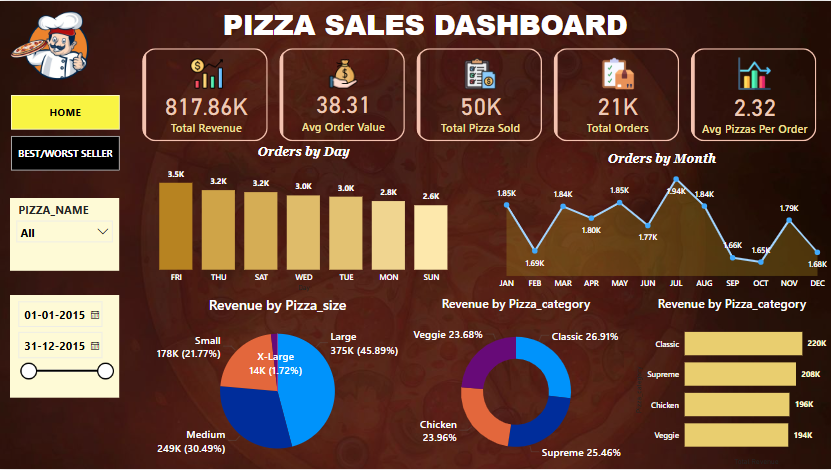 PIZZA SALES DASHBOARD
HOME
BEST/WORST SELLER
PIZZA_NAME
All
01-01-2015
31-12-2015
817.86K
Total Revenue
38.31
Avg Order Value
50K
Total Pizza Sold
21K
Total Orders
2.32
Avg Pizzas Per Order
Orders by Day
3.5K
3.2K
3.2K
3.0K
3.0K
2.8K
2.6K
FRI
THU
SAT
WED
TUE
MON
SUN
Orders by Month
1.85K
1.69K
1.84K
1.80K
1.85K
1.77K
1.94K
1.84K
1.66K
1.65K
1.79K
1.68K
JAN
FEB
MAR
APR
MAY
JUN
JUL
AUG
SEP
OCT
NOV
DEC
Revenue by Pizza_size
Small
178K (21.77%)
X-Large
14K (1.72%)
Large
375K (45.89%)
Medium
249K (30.49%)
Revenue by Pizza_category
Veggie 23.68%
Classic 26.91%
Chicken
23.96%
Supreme 25.46%
Revenue by Pizza_category
Classic
220K
Supreme
208K
Chicken
196K
Veggie
194K